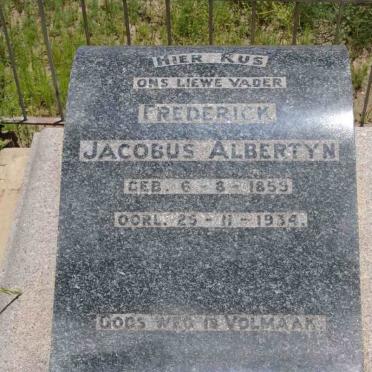 HIER RUS
ONS LIEWE VADER
FREDERICK
JACOBUS ALBERTYN
GEB. 6-8-1859
OORL. 25-11-1934.
GODS WEG IS VOLMAAK